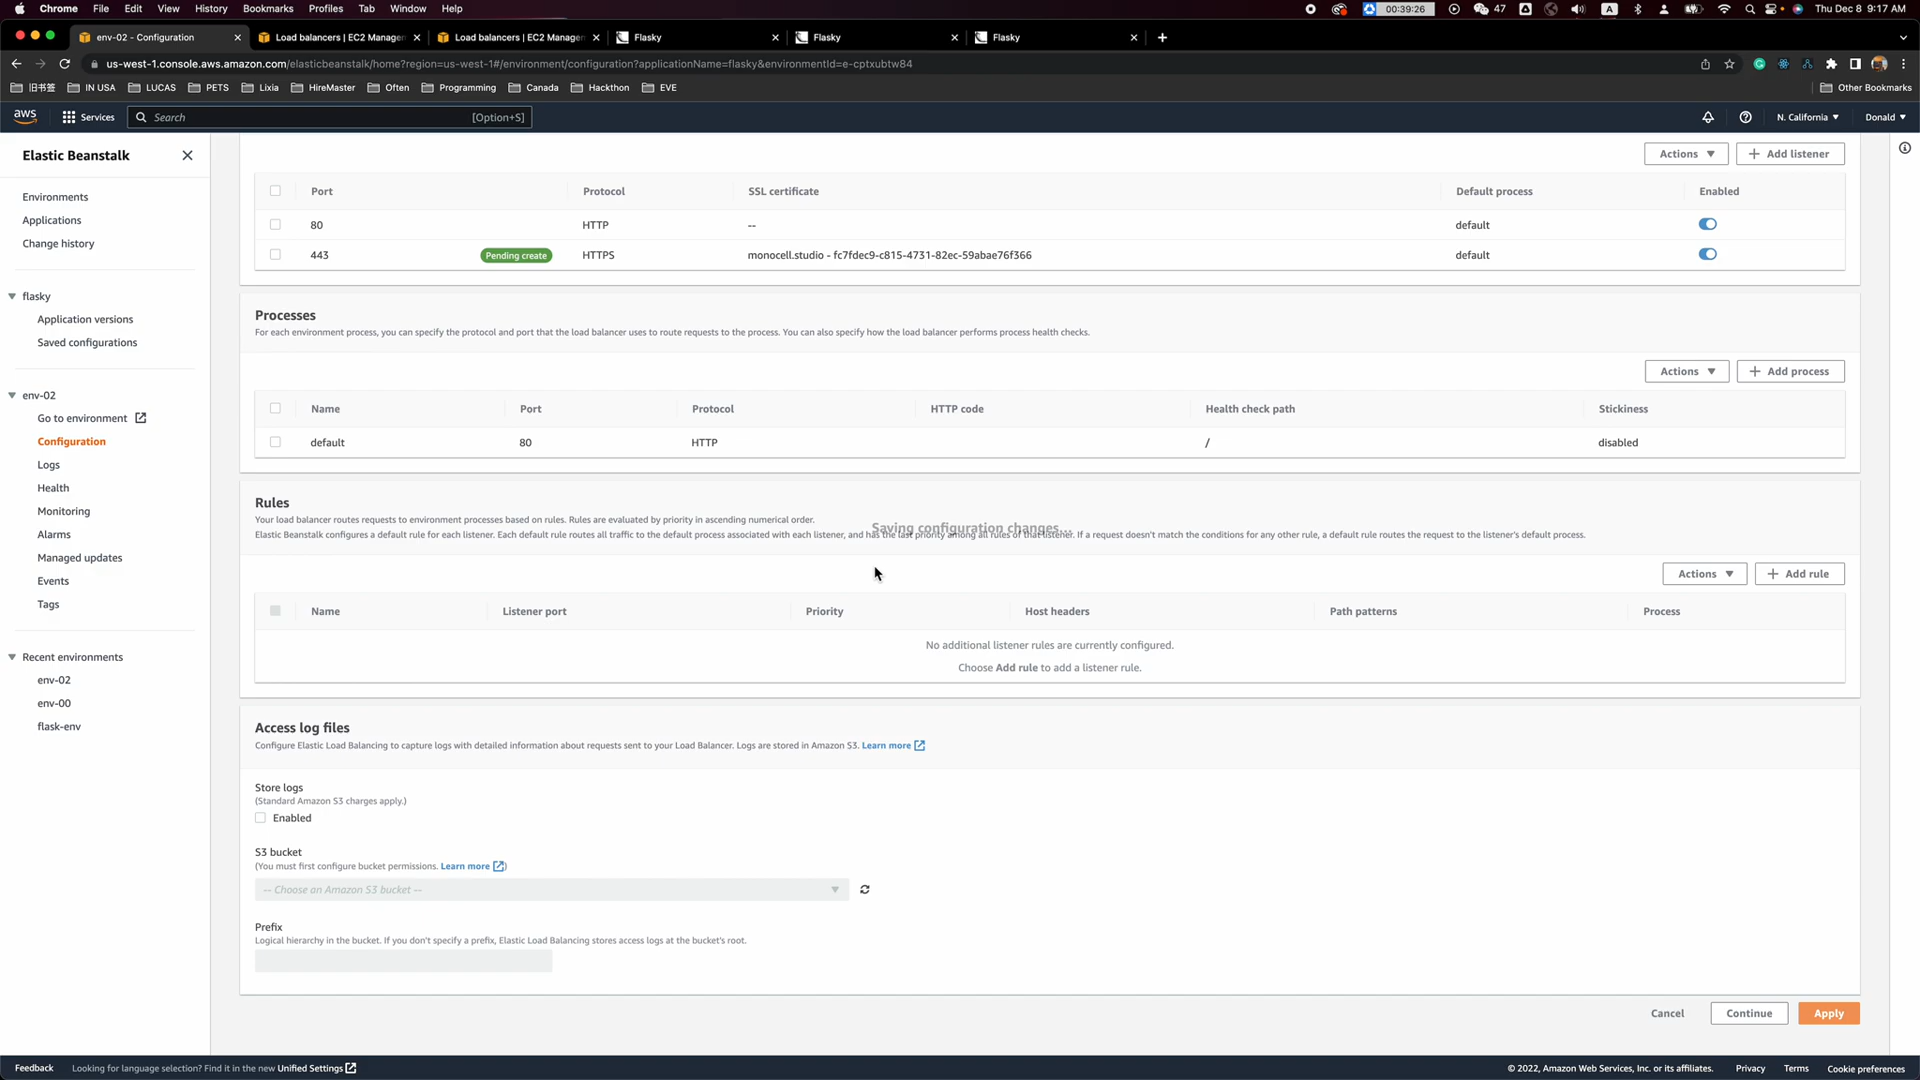 Chrome File Edit View History Bookmarks Profiles Tab Window Help 00:39:26 47 A Thu Dec 8 9:17 AM
env-02 - Configuration Load balancers | EC2 Manager Load balancers | EC2 Manager Flasky Flasky Flasky
us-west-1.console.aws.amazon.com/elasticbeanstalk/home?region=us-west-1#/environment/configuration?applicationName=flasky&environmentId=e-cptxubtw84
旧书签 IN USA LUCAS PETS Lixia HireMaster Often Programming Canada Hackthon EVE Other Bookmarks
aws Services Search [Option+S] N. California Donald
Elastic Beanstalk
Environments
Applications
Change history
flasky
Application versions
Saved configurations
env-02
Go to environment
Configuration
Logs
Health
Monitoring
Alarms
Managed updates
Events
Tags
Recent environments
env-02
env-00
flask-env
Actions Add listener
Port Protocol SSL certificate Default process Enabled
80 HTTP -- default
443 Pending create HTTPS monocell.studio - fc7fdec9-c815-4731-82ec-59abae76f366 default
Processes
For each environment process, you can specify the protocol and port that the load balancer uses to route requests to the process. You can also specify how the load balancer performs process health checks.
Actions Add process
Name Port Protocol HTTP code Health check path Stickiness
default 80 HTTP / disabled
Rules
Your load balancer routes requests to environment processes based on rules. Rules are evaluated by priority in ascending numerical order.
Saving configuration changes...
Elastic Beanstalk configures a default rule for each listener. Each default rule routes all traffic to the default process associated with each listener, and has the last priority among all rules of that listener. If a request doesn't match the conditions for any other rule, a default rule routes the request to the listener's default process.
Actions Add rule
Name Listener port Priority Host headers Path patterns Process
No additional listener rules are currently configured.
Choose Add rule to add a listener rule.
Access log files
Configure Elastic Load Balancing to capture logs with detailed information about requests sent to your Load Balancer. Logs are stored in Amazon S3. Learn more
Store logs
(Standard Amazon S3 charges apply.)
Enabled
S3 bucket
(You must first configure bucket permissions. Learn more )
-- Choose an Amazon S3 bucket --
Prefix
Logical hierarchy in the bucket. If you don't specify a prefix, Elastic Load Balancing stores access logs at the bucket's root.
Cancel Continue Apply
Feedback Looking for language selection? Find it in the new Unified Settings © 2022, Amazon Web Services, Inc. or its affiliates. Privacy Terms Cookie preferences